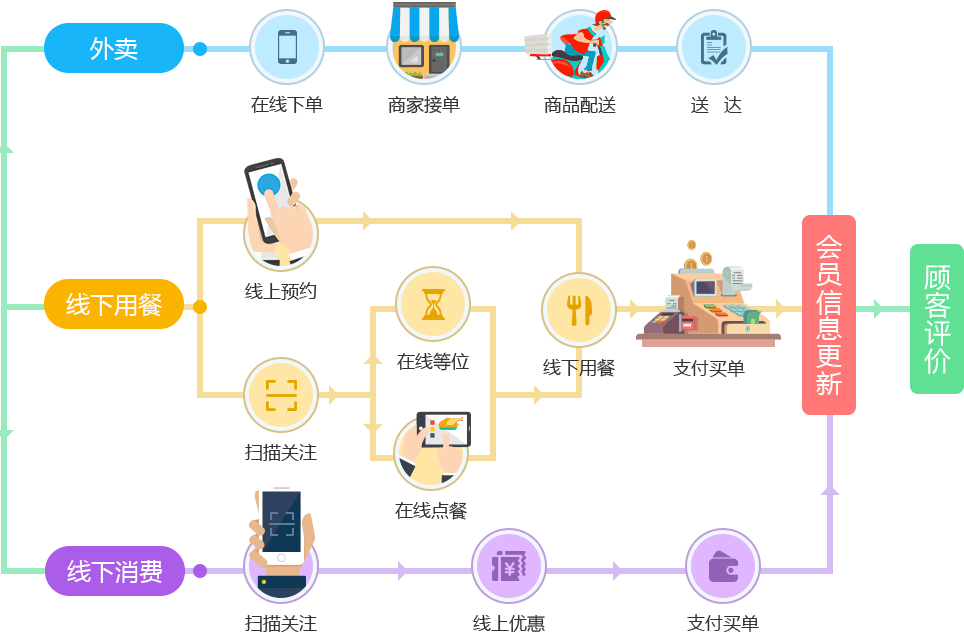 外卖
在线下单
商家接单
商品配送
送 达
线下用餐
线上预约
扫描关注
在线等位
在线点餐
线下用餐
支付买单
会员信息更新
顾客评价
线下消费
扫描关注
线上优惠
支付买单